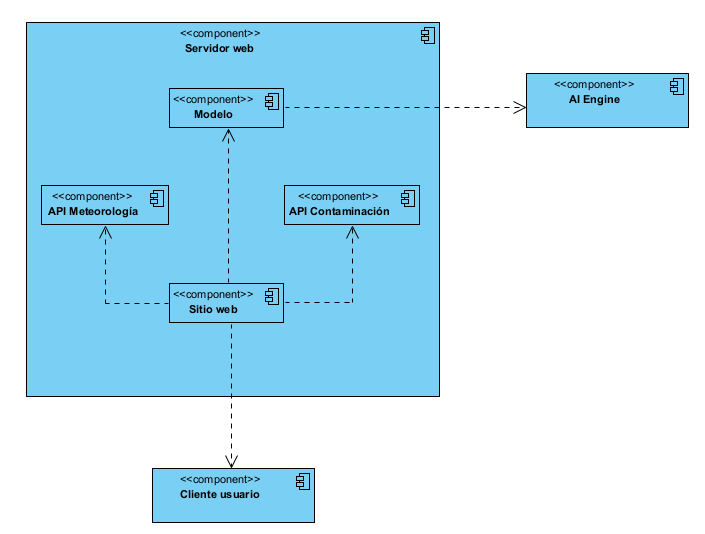 <<component>>
Servidor web
<<component>>
Modelo
<<component>>
AI Engine
<<component>>
API Meteorología
<<component>>
API Contaminación
<<component>>
Sitio web
<<component>>
Cliente usuario